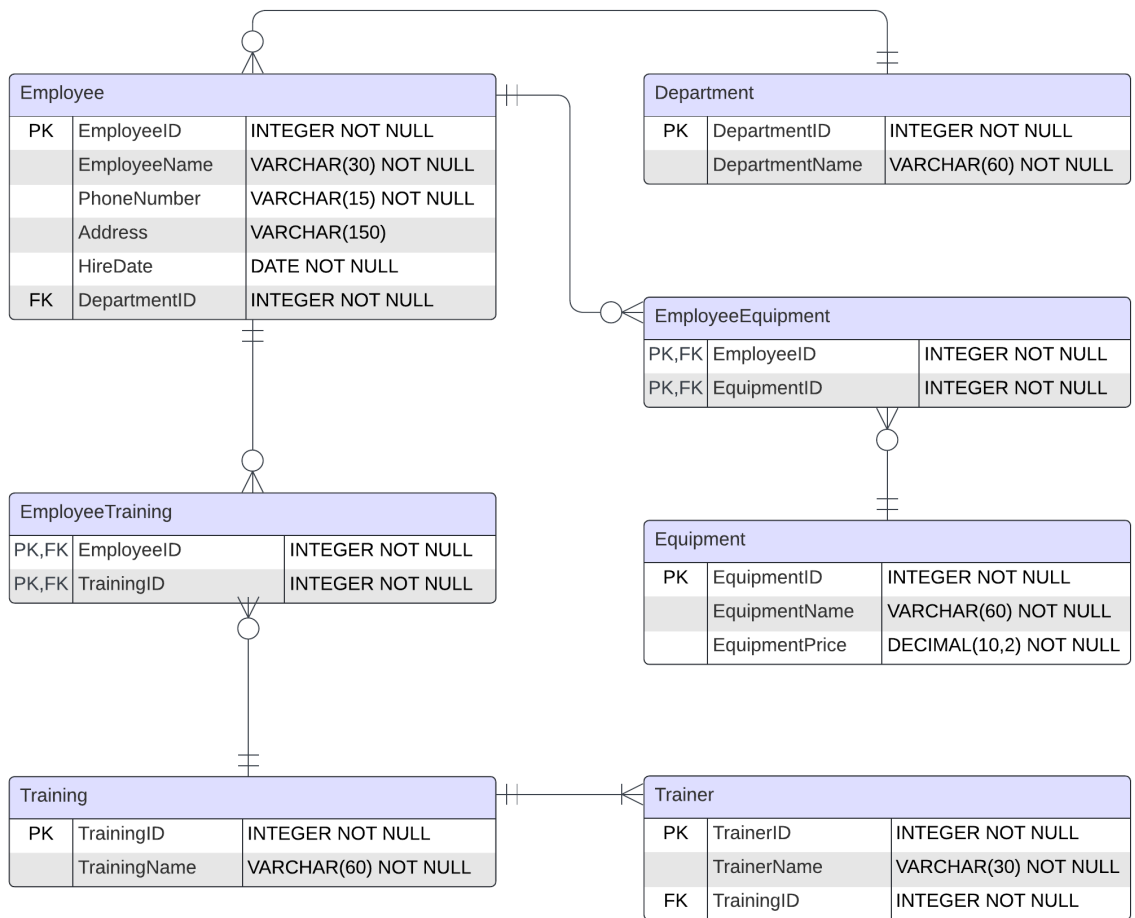 Employee
PK EmployeeID INTEGER NOT NULL
EmployeeName VARCHAR(30) NOT NULL
PhoneNumber VARCHAR(15) NOT NULL
Address VARCHAR(150)
HireDate DATE NOT NULL
FK DepartmentID INTEGER NOT NULL
Department
PK DepartmentID INTEGER NOT NULL
DepartmentName VARCHAR(60) NOT NULL
EmployeeEquipment
PK,FK EmployeeID INTEGER NOT NULL
PK,FK EquipmentID INTEGER NOT NULL
EmployeeTraining
PK,FK EmployeeID INTEGER NOT NULL
PK,FK TrainingID INTEGER NOT NULL
Equipment
PK EquipmentID INTEGER NOT NULL
EquipmentName VARCHAR(60) NOT NULL
EquipmentPrice DECIMAL(10,2) NOT NULL
Training
PK TrainingID INTEGER NOT NULL
TrainingName VARCHAR(60) NOT NULL
Trainer
PK TrainerID INTEGER NOT NULL
TrainerName VARCHAR(30) NOT NULL
FK TrainingID INTEGER NOT NULL